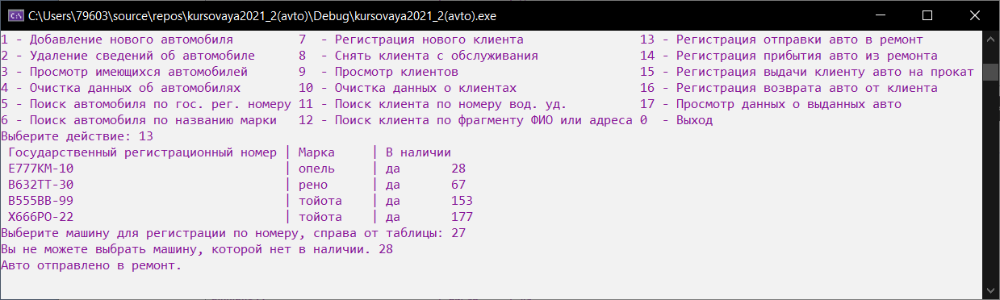 C:\Users\79603\source\repos\kursovaya2021_2(avto)\Debug\kursovaya2021_2(avto).exe
1 - Добавление нового автомобиля 7 - Регистрация нового клиента 13 - Регистрация отправки авто в ремонт
2 - Удаление сведений об автомобиле 8 - Снять клиента с обслуживания 14 - Регистрация прибытия авто из ремонта
3 - Просмотр имеющихся автомобилей 9 - Просмотр клиентов 15 - Регистрация выдачи клиенту авто на прокат
4 - Очистка данных об автомобилях 10 - Очистка данных о клиентах 16 - Регистрация возврата авто от клиента
5 - Поиск автомобиля по гос. рег. номеру 11 - Поиск клиента по номеру вод. уд. 17 - Просмотр данных о выданных авто
6 - Поиск автомобиля по названию марки 12 - Поиск клиента по фрагменту ФИО или адреса 0 - Выход
Выберите действие: 13
Государственный регистрационный номер | Марка | В наличии
Е777КМ-10 | опель | да 28
В632ТТ-30 | рено | да 67
В555ВВ-99 | тойота | да 153
Х666РО-22 | тойота | да 177
Выберите машину для регистрации по номеру, справа от таблицы: 27
Вы не можете выбрать машину, которой нет в наличии. 28
Авто отправлено в ремонт.